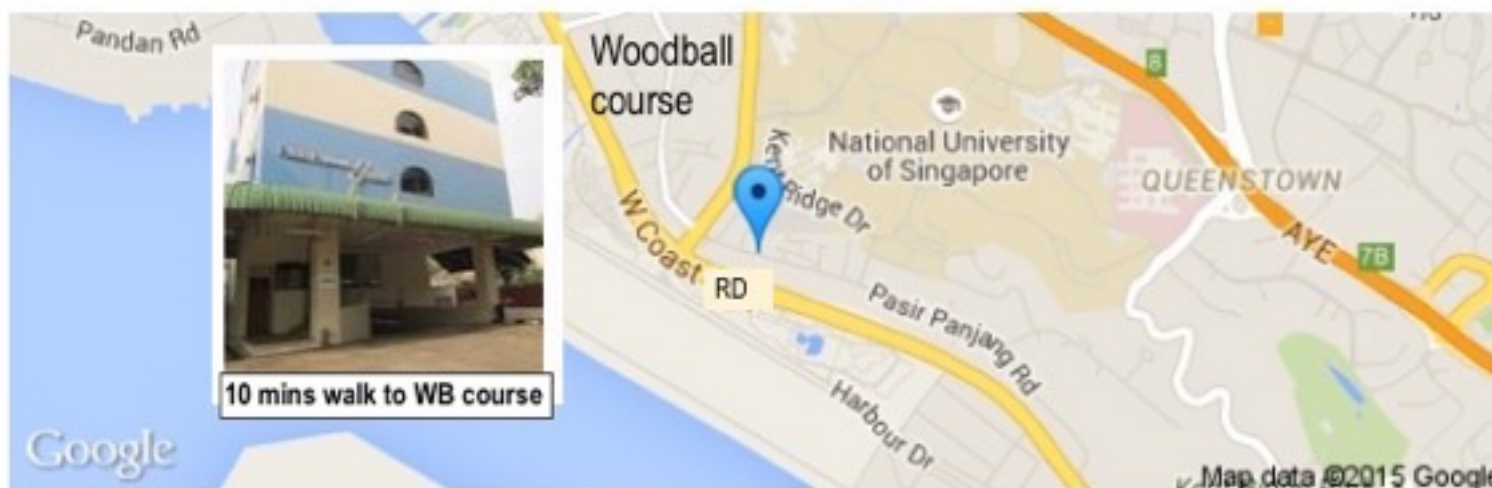 Pandan Rd
Woodball
course
8
National University
of Singapore
Kent Ridge Dr
QUEENSTOWN
W Coast
RD
AYE
7B
Pasir Panjang Rd
Harbour Dr
10 mins walk to WB course
Google
Map data ©2015 Google